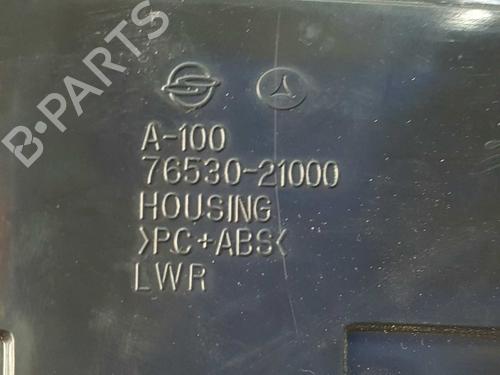 B-PARTS
A-100
76530-21000
HOUSING
>PC+ABS<
LWR